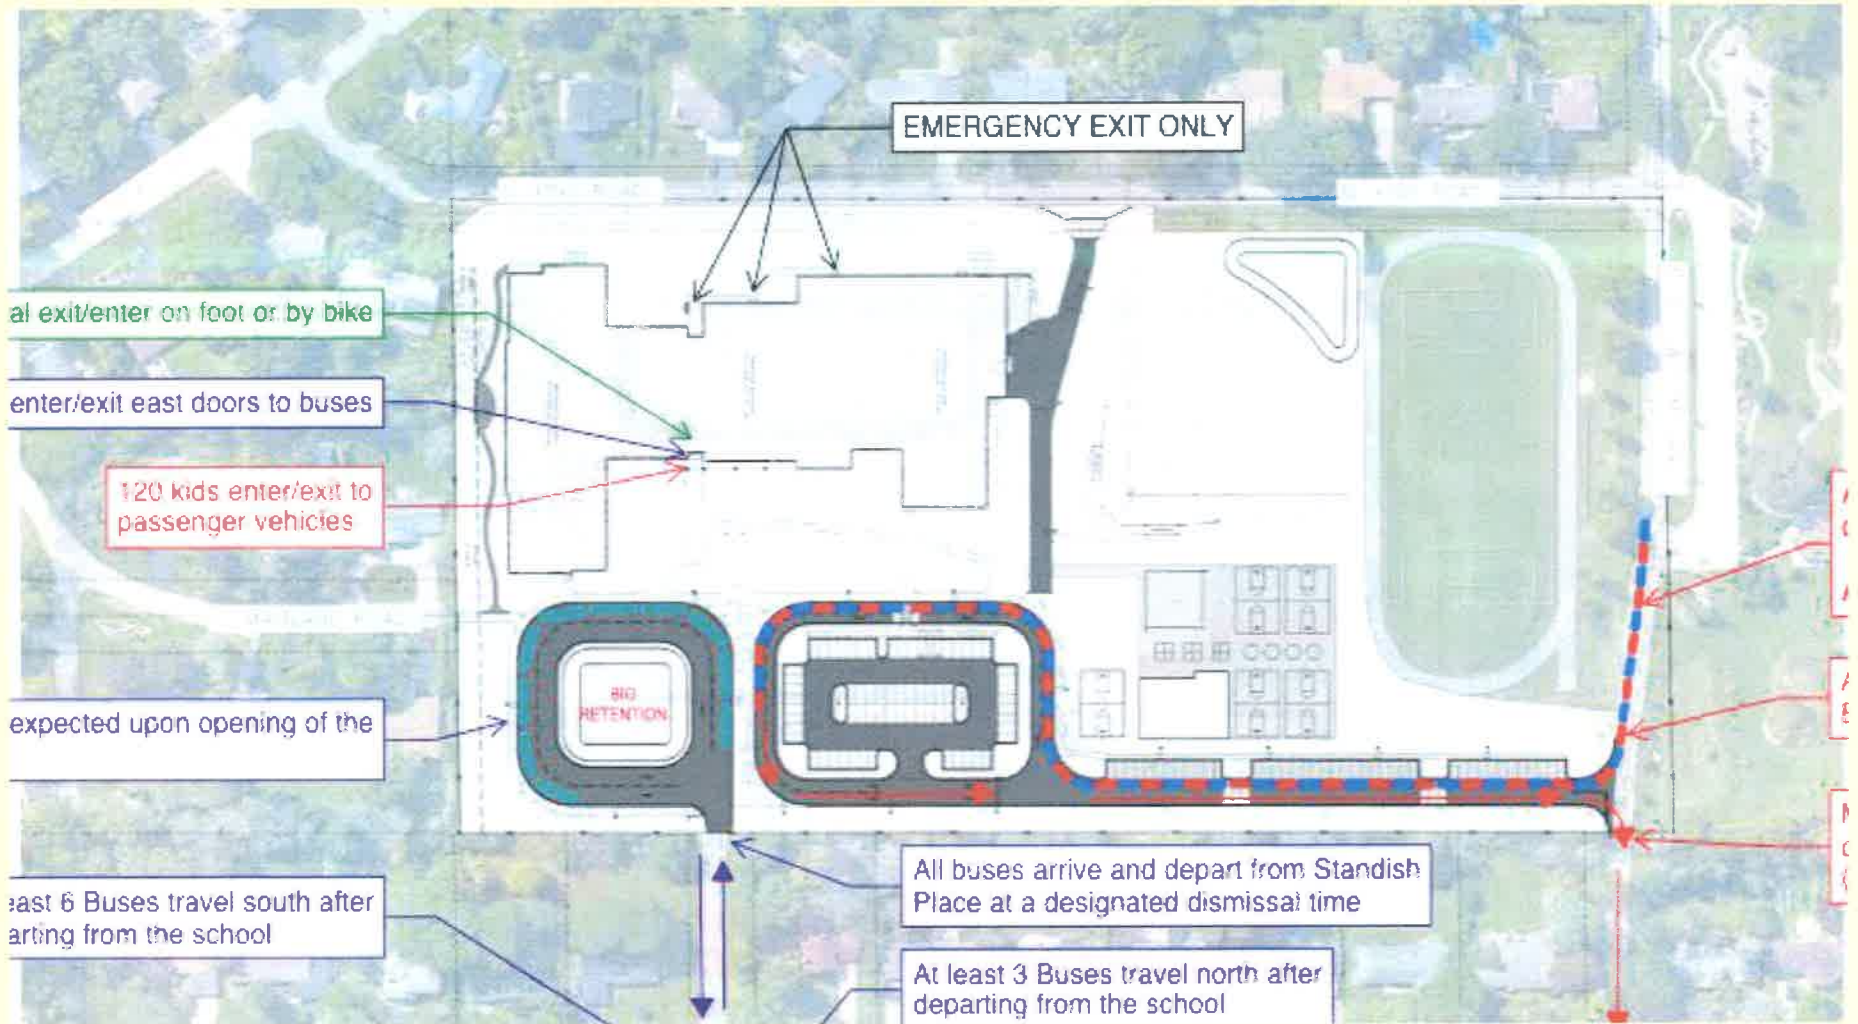 EMERGENCY EXIT ONLY
al exit/enter on foot or by bike
enter/exit east doors to buses
120 kids enter/exit to
passenger vehicles
BIO
RETENTION
expected upon opening of the
All buses arrive and depart from Standish
Place at a designated dismissal time
east 6 Buses travel south after
arting from the school
At least 3 Buses travel north after
departing from the school